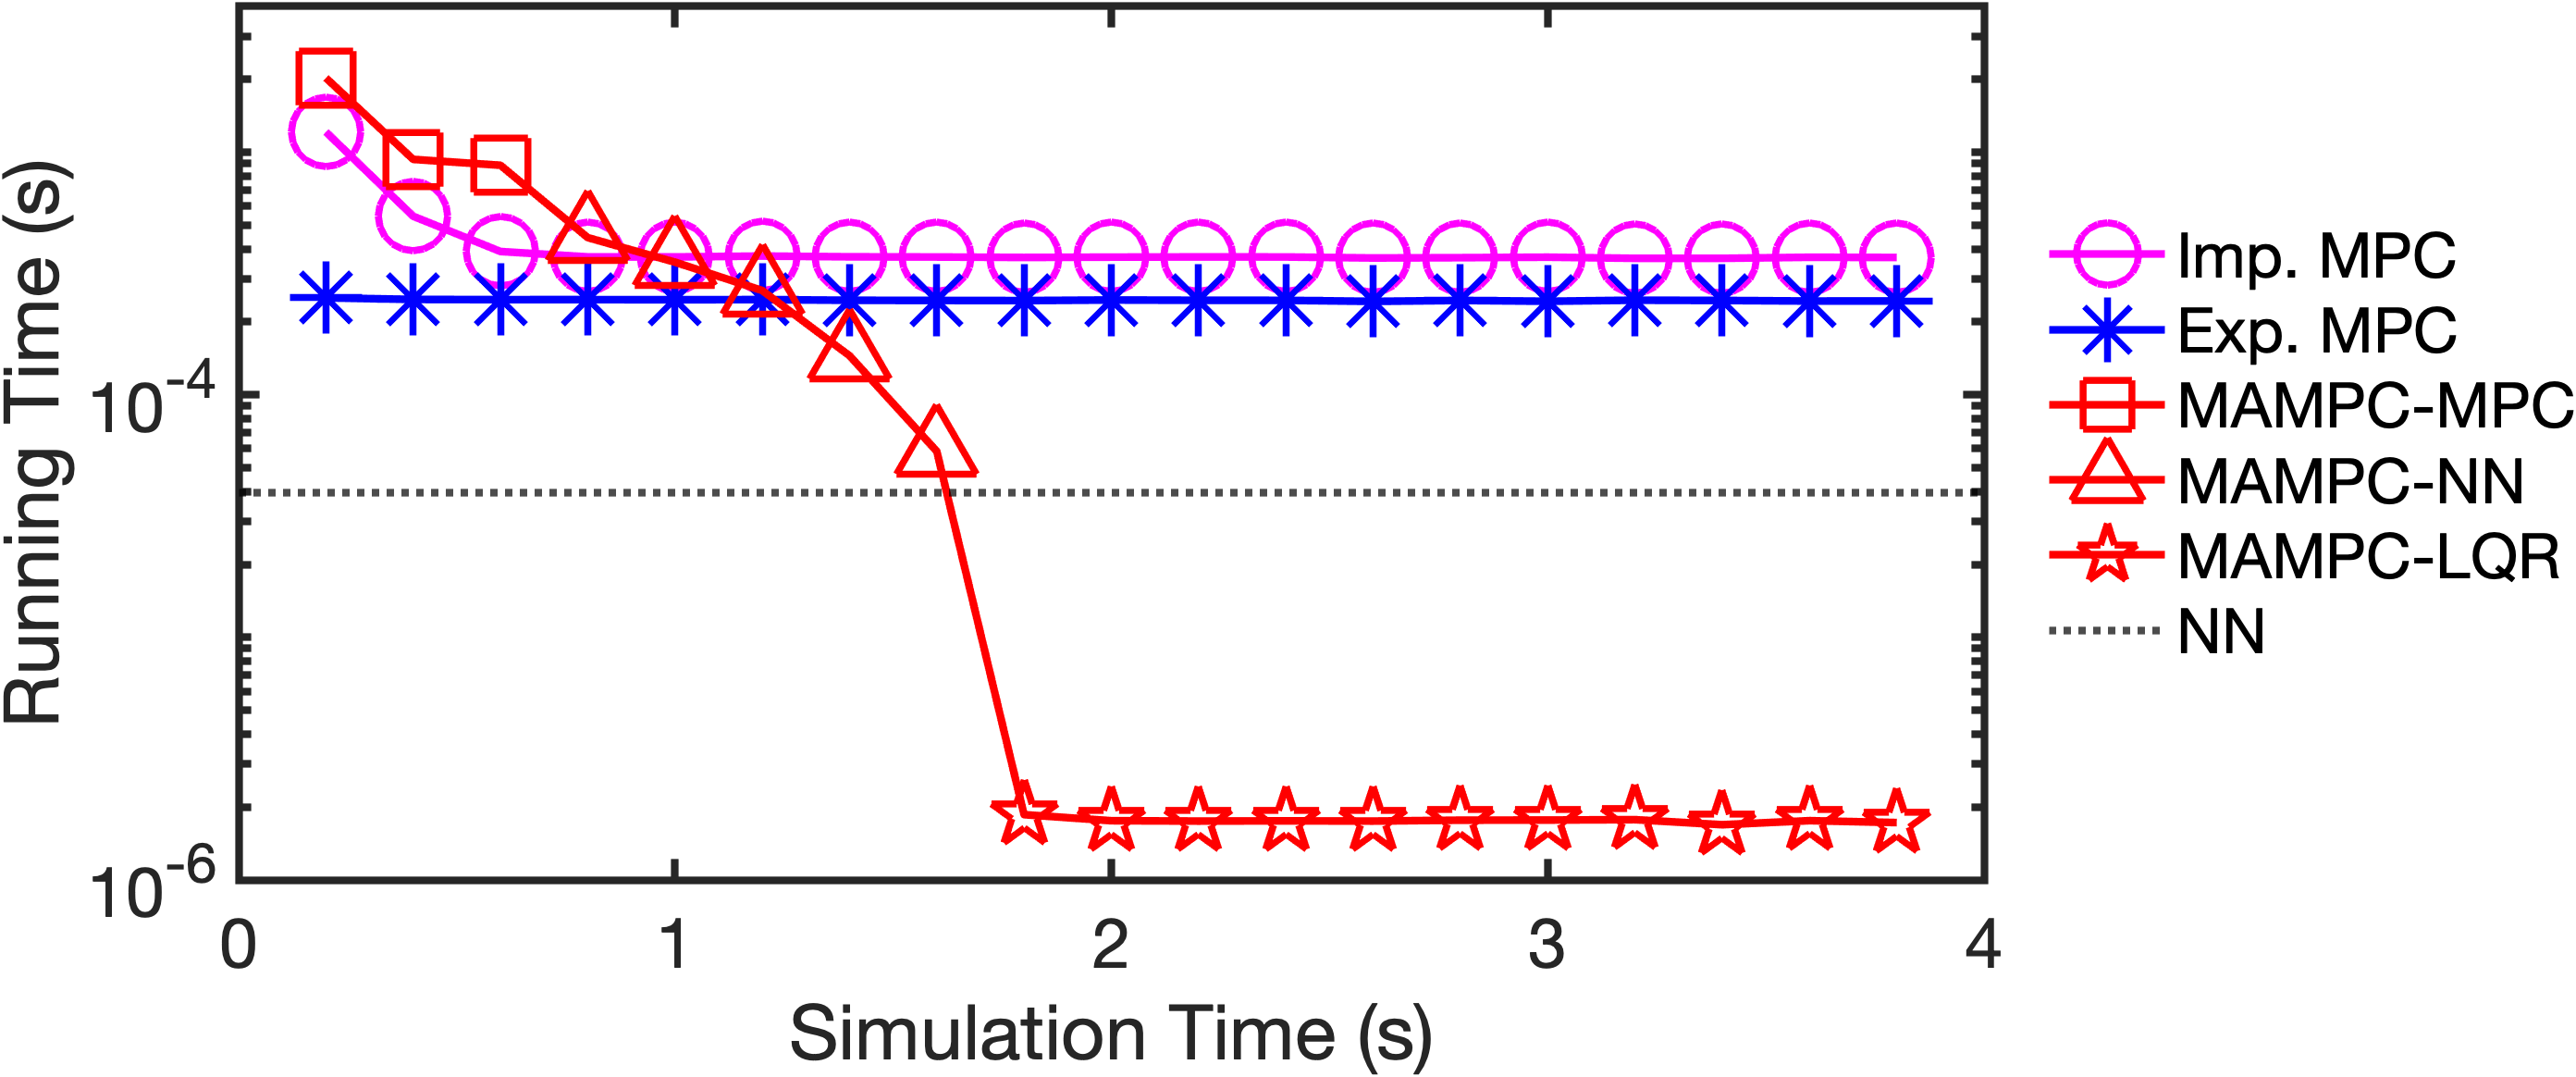 Running Time (s)
10-4
10-6
0
1
2
3
4
Simulation Time (s)
Imp. MPC
Exp. MPC
MAMPC-MPC
MAMPC-NN
MAMPC-LQR
NN